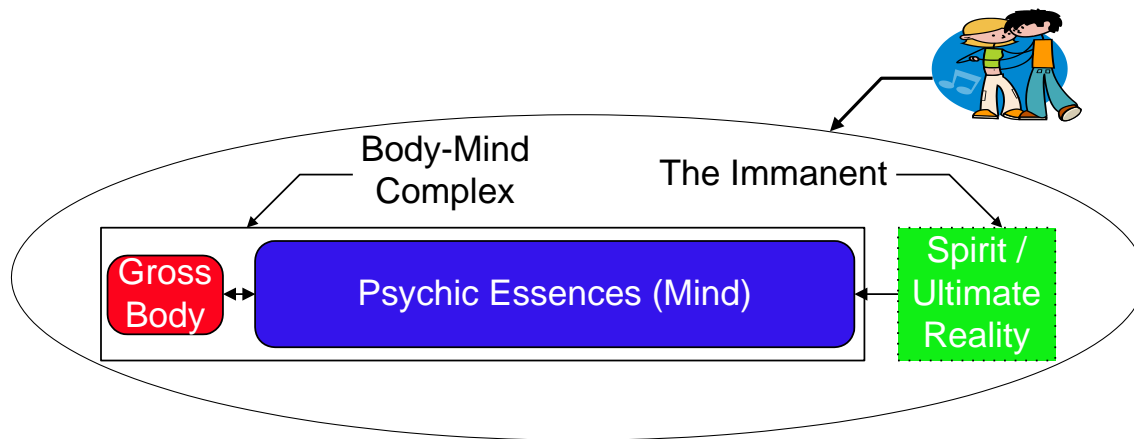 Body-Mind
Complex
The Immanent
Gross
Body
Psychic Essences (Mind)
Spirit /
Ultimate
Reality